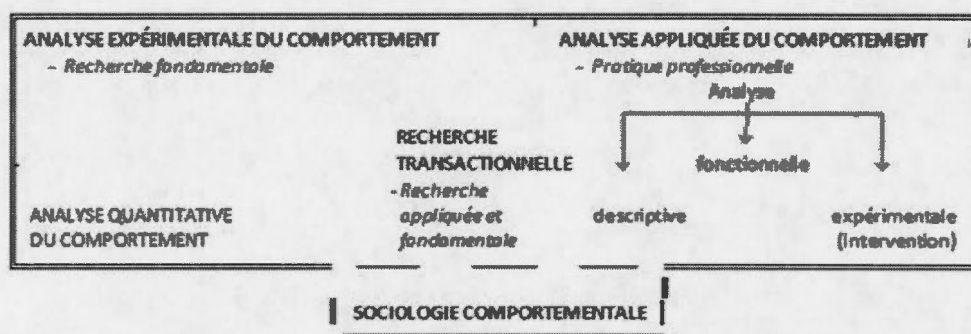 ANALYSE EXPÉRIMENTALE DU COMPORTEMENT
- Recherche fondamentale
ANALYSE APPLIQUÉE DU COMPORTEMENT
- Pratique professionnelle
Analyse
RECHERCHE
TRANSACTIONNELLE
- Recherche
appliquée et
fondamentale
fonctionnelle
descriptive
expérimentale
(Intervention)
ANALYSE QUANTITATIVE
DU COMPORTEMENT
SOCIOLOGIE COMPORTEMENTALE